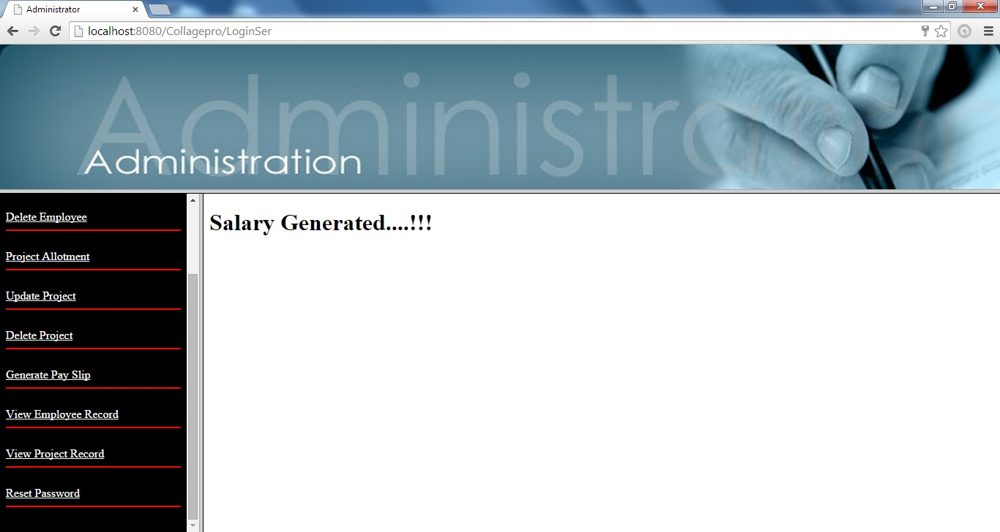 Administrator
localhost:8080/Collagepro/LoginSer
Administration
Administration
Delete Employee
Project Allotment
Update Project
Delete Project
Generate Pay Slip
View Employee Record
View Project Record
Reset Password
Salary Generated....!!!